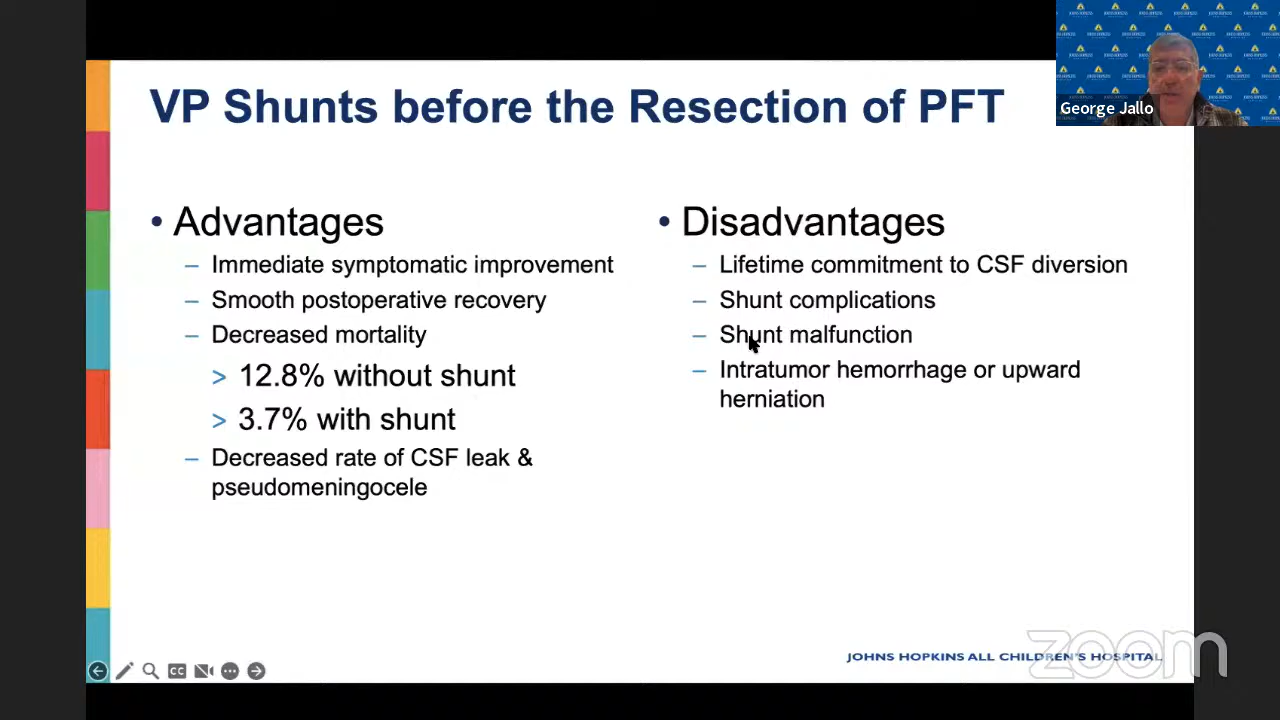 George Jallo
VP Shunts before the Resection of PFT
• Advantages
– Immediate symptomatic improvement
– Smooth postoperative recovery
– Decreased mortality
> 12.8% without shunt
> 3.7% with shunt
– Decreased rate of CSF leak &
pseudomeningocele
• Disadvantages
– Lifetime commitment to CSF diversion
– Shunt complications
– Shunt malfunction
– Intratumor hemorrhage or upward
herniation
CC
JOHNS HOPKINS ALL CHILDREN'S HOSPITAL
zoom